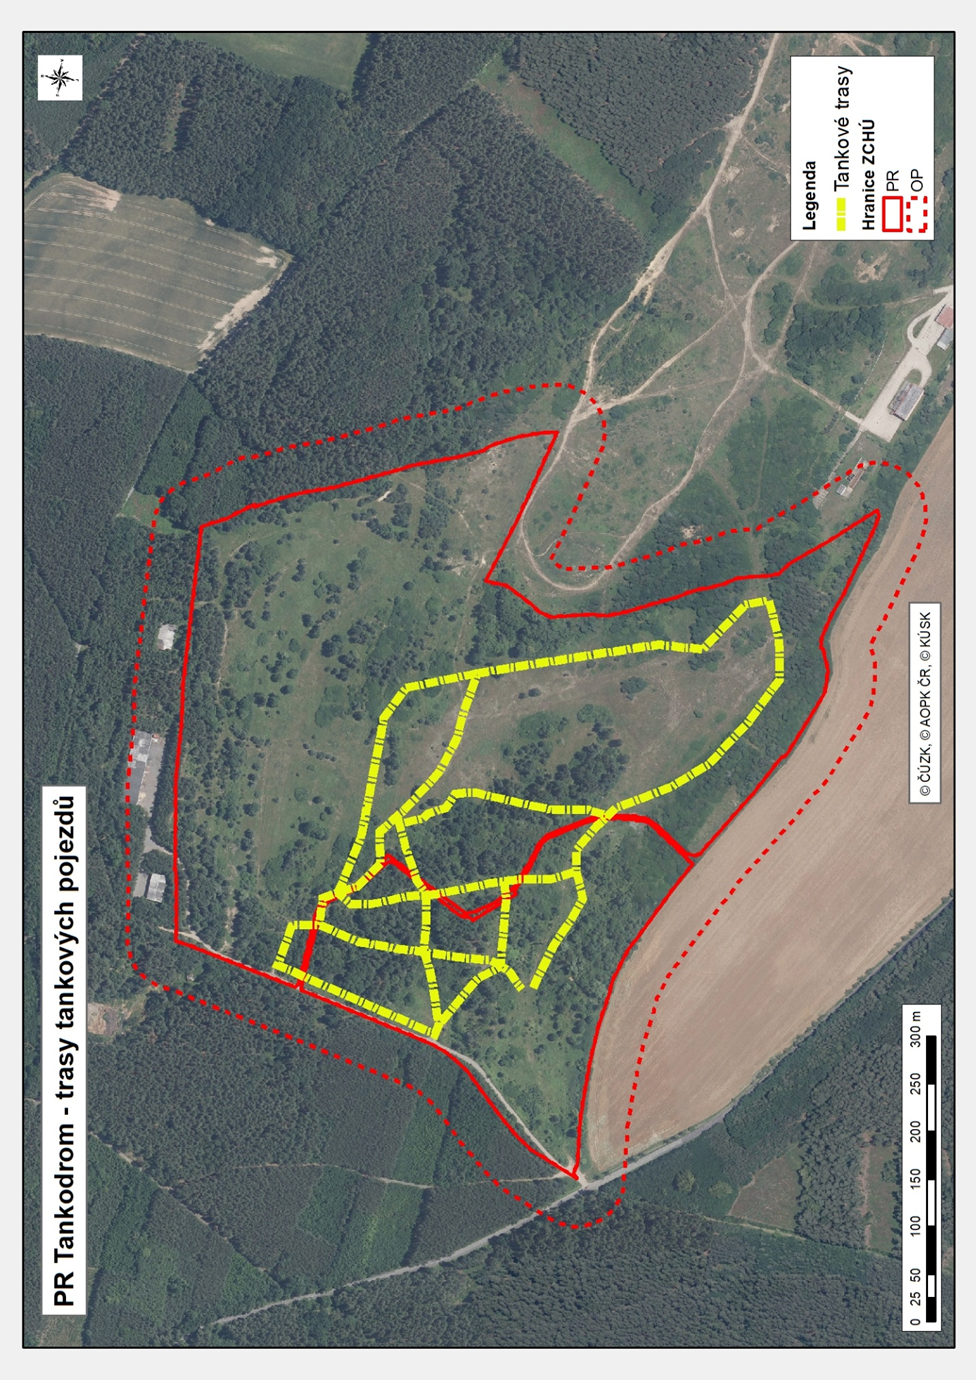 PR Tankodrom - trasy tankových pojezdů
Legenda
Tankové trasy
Hranice ZCHÚ
PR
OP
© ČÚZK, © AOPK ČR, © KÚSK
0 25 50 100 150 200 250 300 m